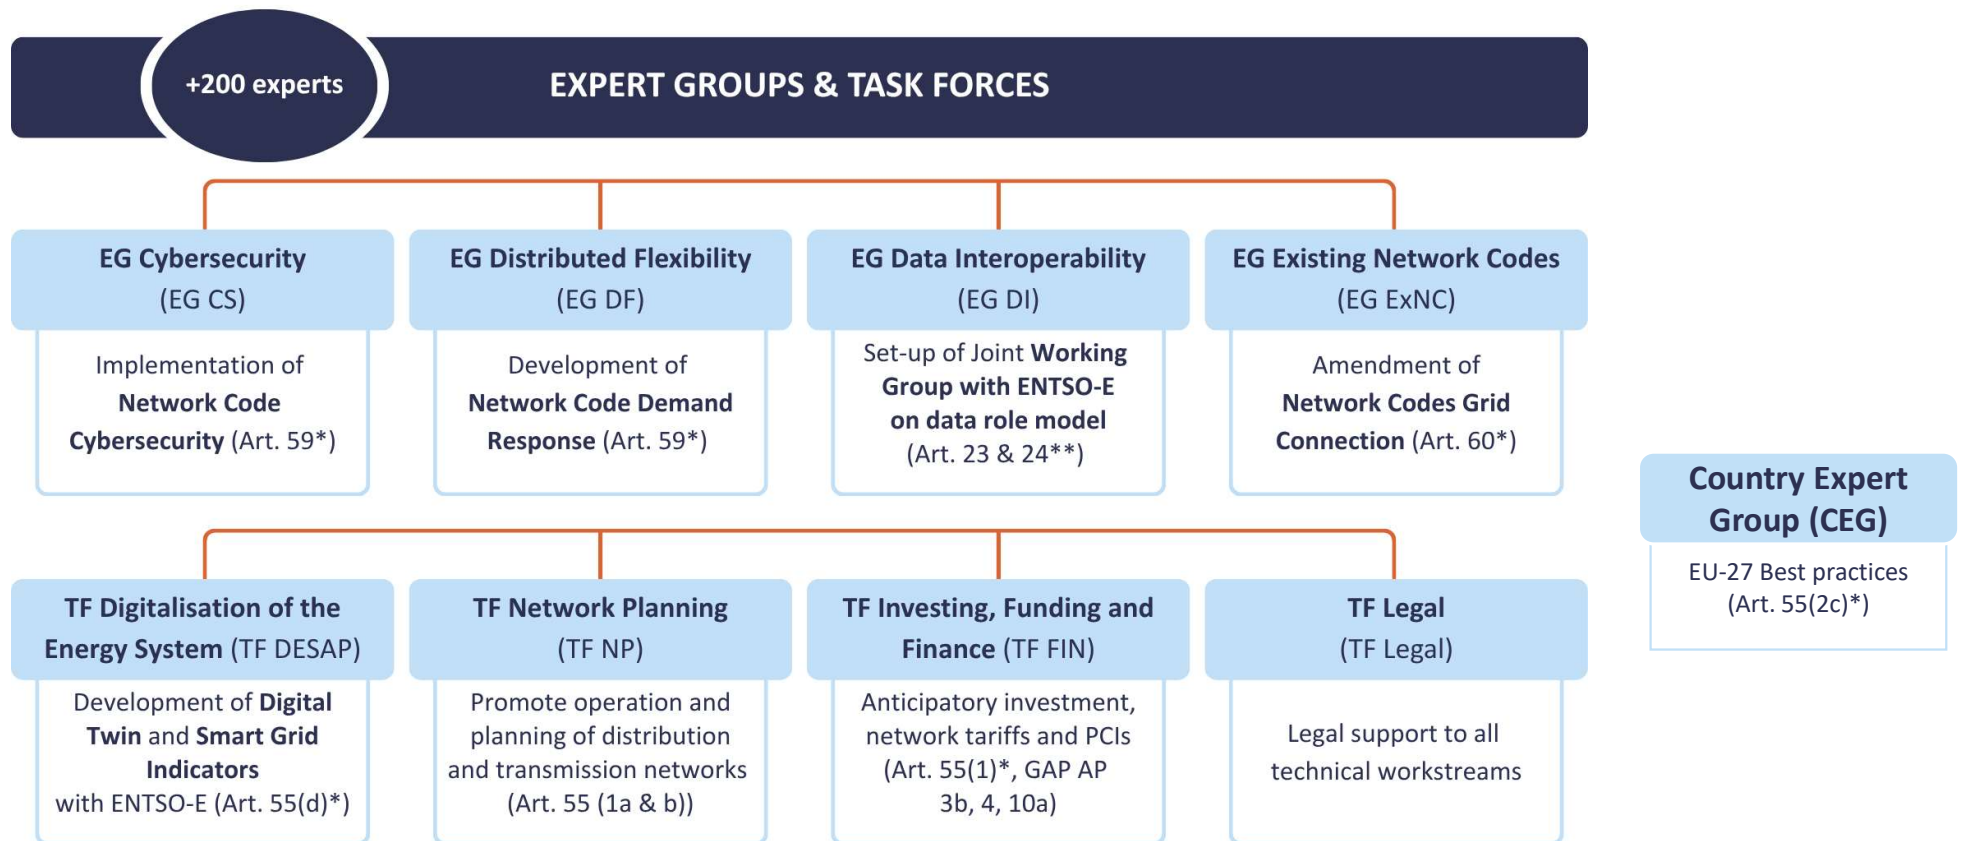 +200 experts
EXPERT GROUPS & TASK FORCES
EG Cybersecurity
(EG CS)
Implementation of
Network Code
Cybersecurity (Art. 59*)
EG Distributed Flexibility
(EG DF)
Development of
Network Code Demand
Response (Art. 59*)
EG Data Interoperability
(EG DI)
Set-up of Joint Working
Group with ENTSO-E
on data role model
(Art. 23 & 24**)
EG Existing Network Codes
(EG ExNC)
Amendment of
Network Codes Grid
Connection (Art. 60*)
TF Digitalisation of the
Energy System (TF DESAP)
Development of Digital
Twin and Smart Grid
Indicators
with ENTSO-E (Art. 55(d)*)
TF Network Planning
(TF NP)
Promote operation and
planning of distribution
and transmission networks
(Art. 55 (1a & b))
TF Investing, Funding and
Finance (TF FIN)
Anticipatory investment,
network tariffs and PCIs
(Art. 55(1)*, GAP AP
3b, 4, 10a)
TF Legal
(TF Legal)
Legal support to all
technical workstreams
Country Expert
Group (CEG)
EU-27 Best practices
(Art. 55(2c)*)